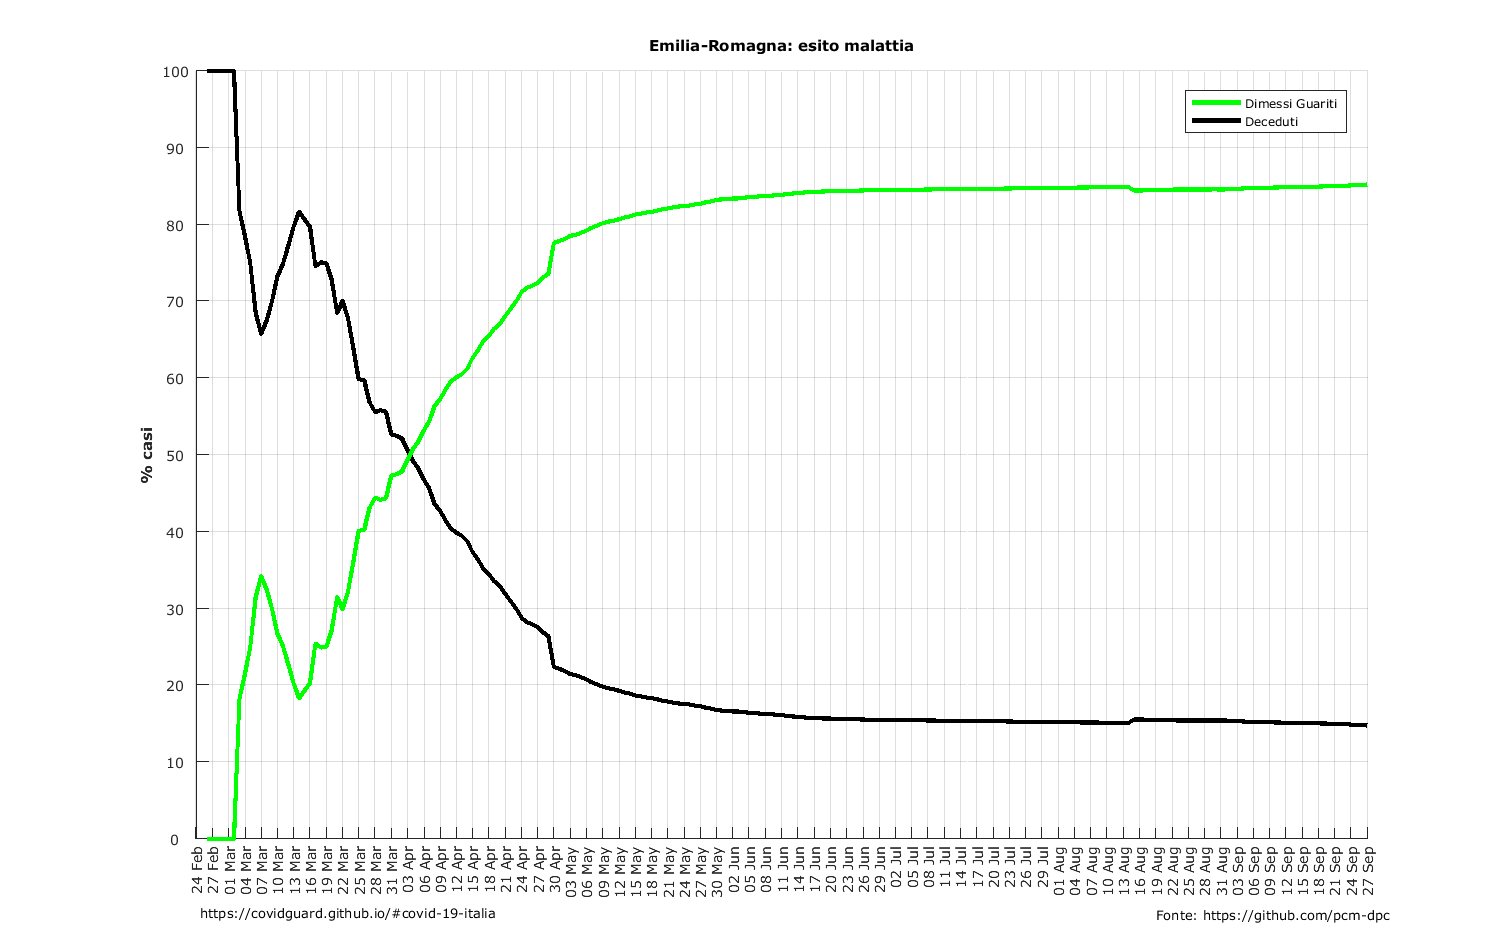 Emilia-Romagna: esito malattia
Dimessi Guariti
Deceduti
% casi
100
90
80
70
60
50
40
30
20
10
0
24 Feb
27 Feb
01 Mar
04 Mar
07 Mar
10 Mar
13 Mar
16 Mar
19 Mar
22 Mar
25 Mar
28 Mar
31 Mar
03 Apr
06 Apr
09 Apr
12 Apr
15 Apr
18 Apr
21 Apr
24 Apr
27 Apr
30 Apr
03 May
06 May
09 May
12 May
15 May
18 May
21 May
24 May
27 May
30 May
02 Jun
05 Jun
08 Jun
11 Jun
14 Jun
17 Jun
20 Jun
23 Jun
26 Jun
29 Jun
02 Jul
05 Jul
08 Jul
11 Jul
14 Jul
17 Jul
20 Jul
23 Jul
26 Jul
29 Jul
01 Aug
04 Aug
07 Aug
10 Aug
13 Aug
16 Aug
19 Aug
22 Aug
25 Aug
28 Aug
31 Aug
03 Sep
06 Sep
09 Sep
12 Sep
15 Sep
18 Sep
21 Sep
24 Sep
27 Sep
https://covidguard.github.io/#covid-19-italia
Fonte: https://github.com/pcm-dpc